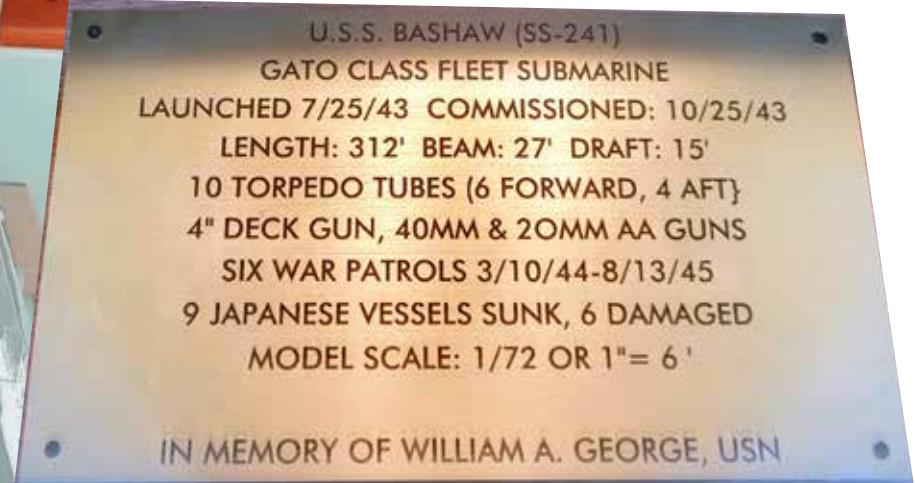 U.S.S. BASHAW (SS-241)
GATO CLASS FLEET SUBMARINE
LAUNCHED 7/25/43 COMMISSIONED: 10/25/43
LENGTH: 312' BEAM: 27' DRAFT: 15'
10 TORPEDO TUBES (6 FORWARD, 4 AFT}
4" DECK GUN, 40MM & 20MM AA GUNS
SIX WAR PATROLS 3/10/44-8/13/45
9 JAPANESE VESSELS SUNK, 6 DAMAGED
MODEL SCALE: 1/72 OR 1"= 6 '
IN MEMORY OF WILLIAM A. GEORGE, USN